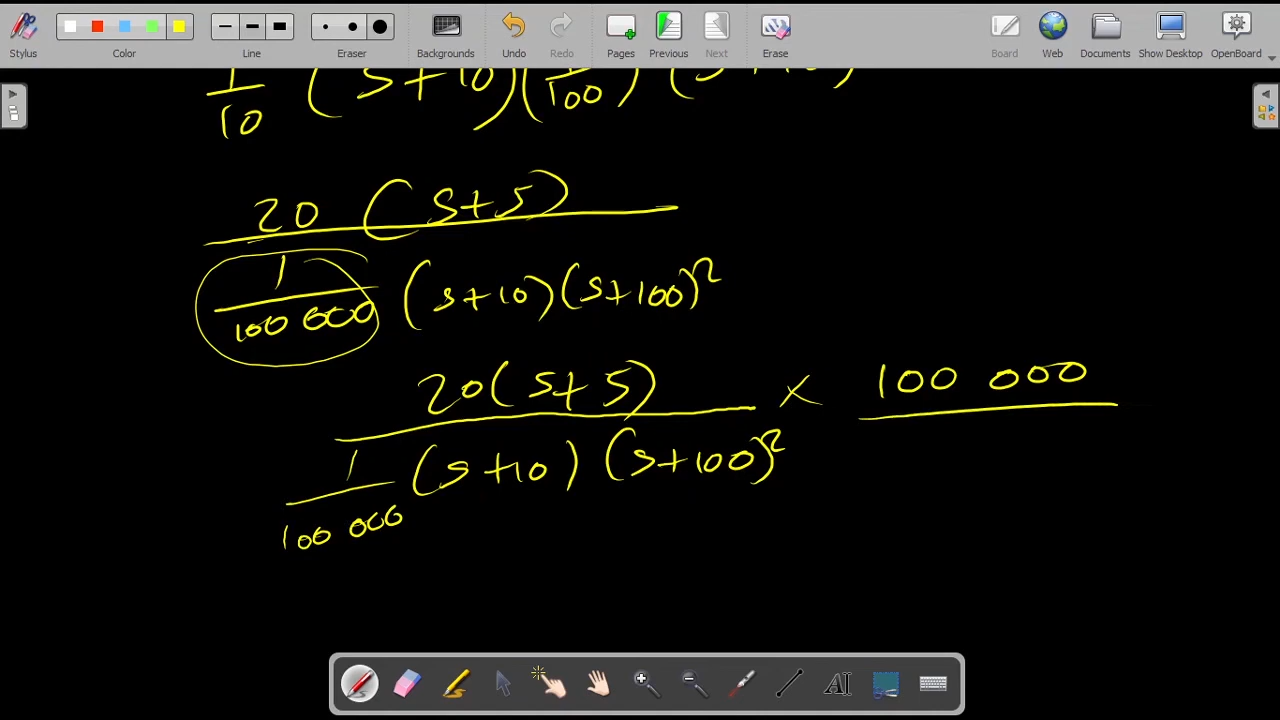 Stylus Color Line Eraser Backgrounds Undo Redo Pages Previous Next Erase Board Web Documents Show Desktop OpenBoard
1/10 (s+10)(1/100)
20 (s+5)
1/100 000 (s+10)(s+100)²
20(s+5) × 100 000
1/100 000 (s+10) (s+100)²